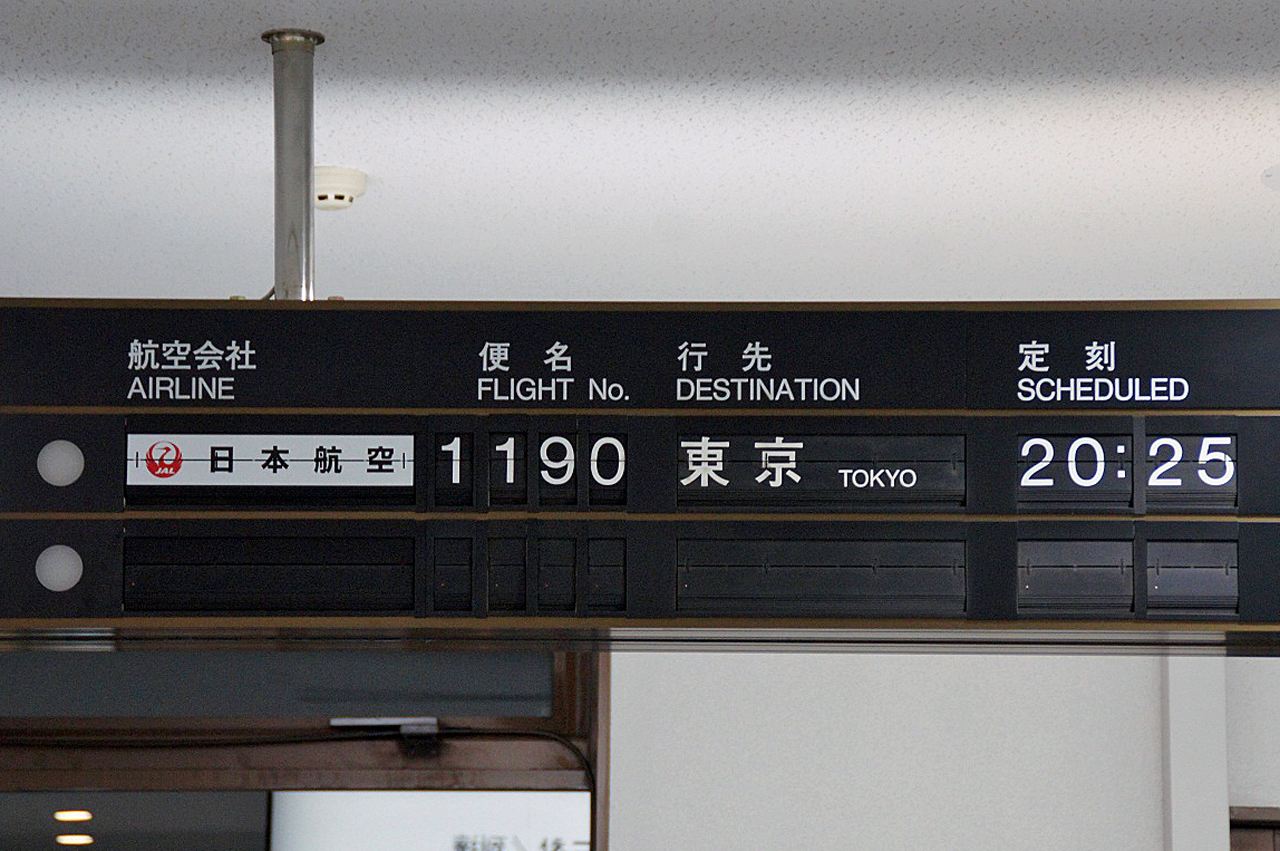 航空会社 便名 行先 定刻
AIRLINE FLIGHT No. DESTINATION SCHEDULED
JAL 日本航空 1190 東京 TOKYO 20:25